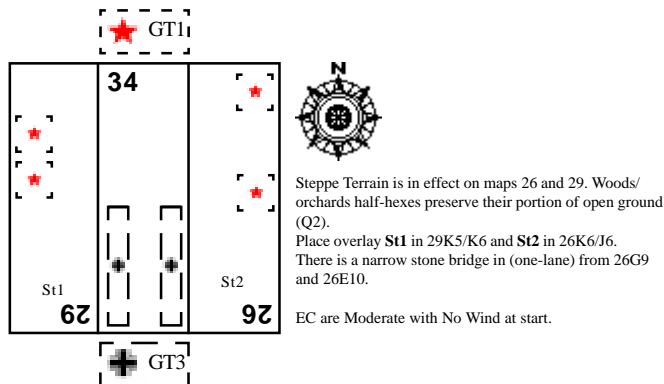 GT1
34
N
St1
St2
29
26
GT3
Steppe Terrain is in effect on maps 26 and 29. Woods/
orchards half-hexes preserve their portion of open ground
(Q2).
Place overlay St1 in 29K5/K6 and St2 in 26K6/J6.
There is a narrow stone bridge in (one-lane) from 26G9
and 26E10.
EC are Moderate with No Wind at start.